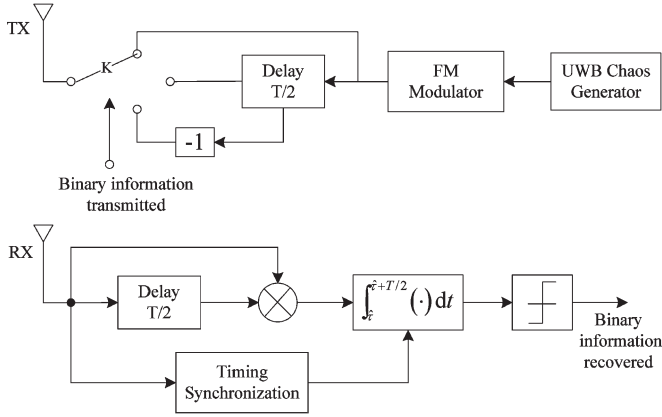 TX
K
Delay
T/2
FM
Modulator
UWB Chaos
Generator
-1
Binary information
transmitted
RX
Delay
T/2
∫_τ̂^τ̂+T/2 (·) dt
Binary
information
recovered
Timing
Synchronization